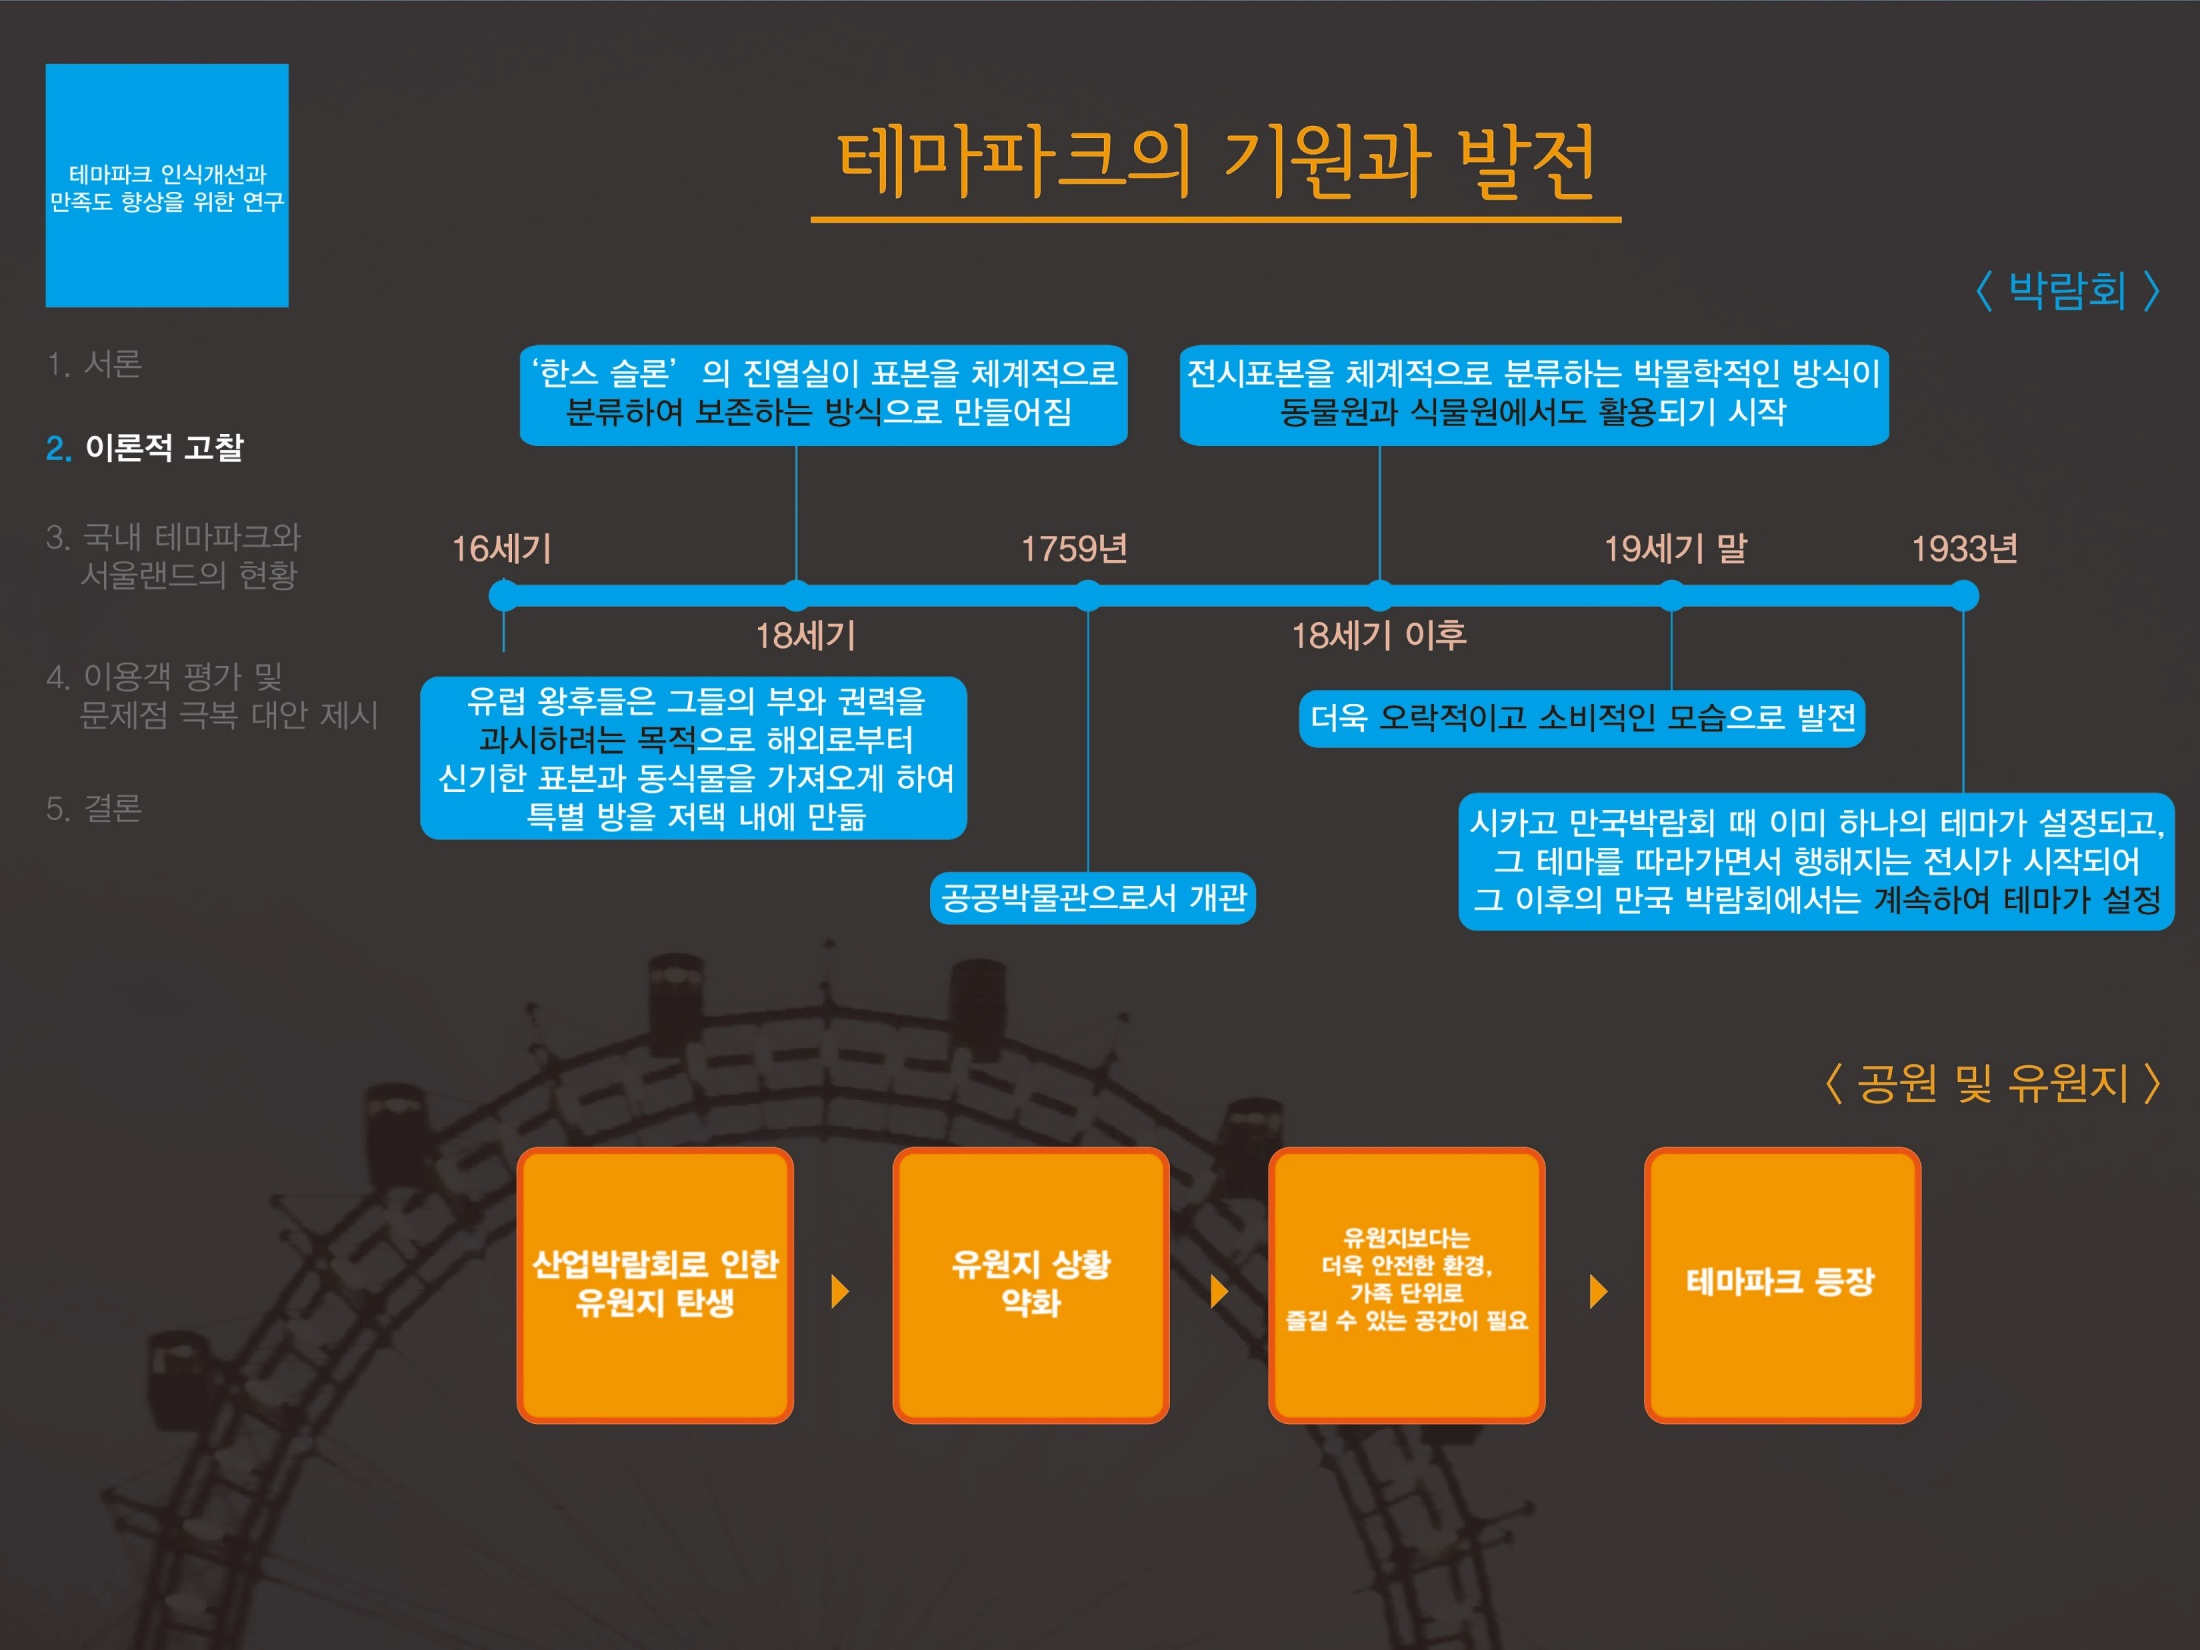 테마파크 인식개선과
만족도 향상을 위한 연구
1. 서론
2. 이론적 고찰
3. 국내 테마파크와
서울랜드의 현황
4. 이용객 평가 및
문제점 극복 대안 제시
5. 결론
테마파크의 기원과 발전
〈 박람회 〉
‘한스 슬론’ 의 진열실이 표본을 체계적으로
분류하여 보존하는 방식으로 만들어짐
전시표본을 체계적으로 분류하는 박물학적인 방식이
동물원과 식물원에서도 활용되기 시작
16세기
1759년
19세기 말
1933년
18세기
18세기 이후
유럽 왕후들은 그들의 부와 권력을
과시하려는 목적으로 해외로부터
신기한 표본과 동식물을 가져오게 하여
특별 방을 저택 내에 만듦
더욱 오락적이고 소비적인 모습으로 발전
공공박물관으로서 개관
시카고 만국박람회 때 이미 하나의 테마가 설정되고,
그 테마를 따라가면서 행해지는 전시가 시작되어
그 이후의 만국 박람회에서는 계속하여 테마가 설정
〈 공원 및 유원지 〉
산업박람회로 인한
유원지 탄생
유원지 상황
약화
유원지보다는
더욱 안전한 환경,
가족 단위로
즐길 수 있는 공간이 필요
테마파크 등장